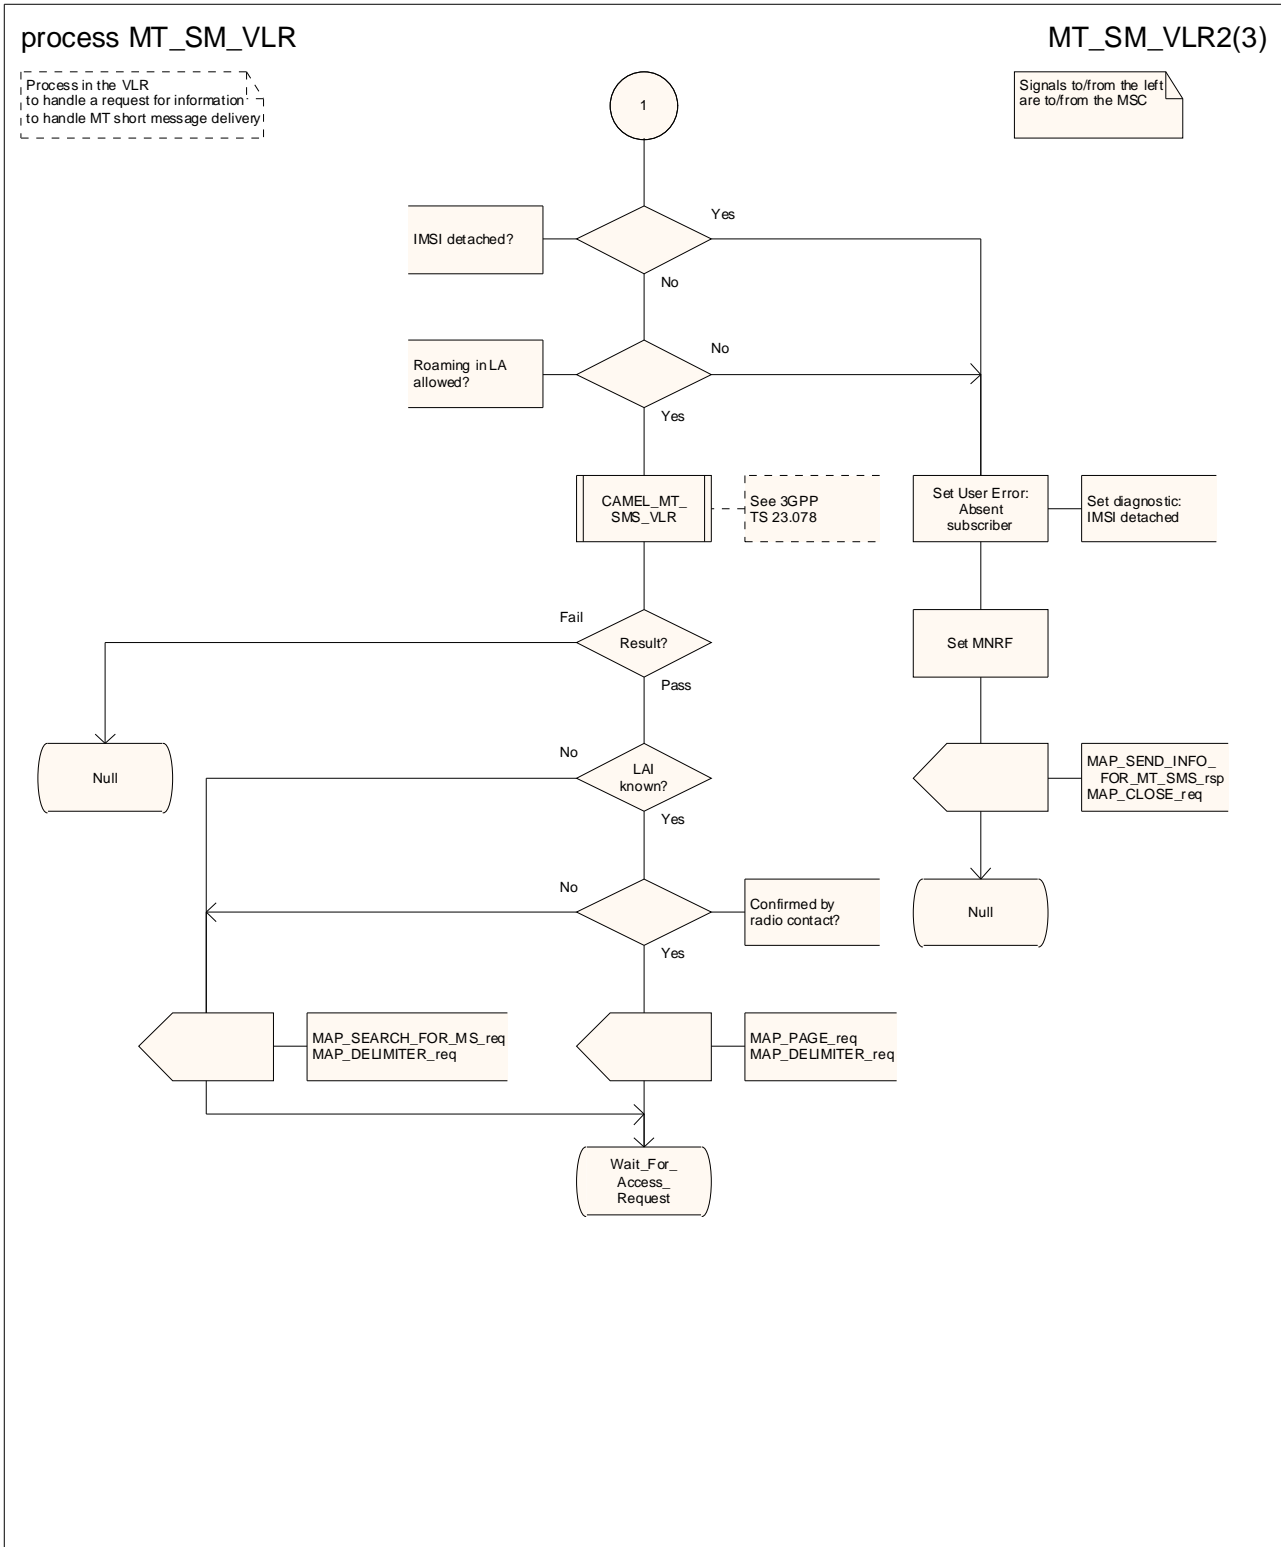 process MT_SM_VLR
MT_SM_VLR2(3)
Process in the VLR
to handle a request for information
to handle MT short message delivery
Signals to/from the left
are to/from the MSC
1
Yes
IMSI detached?
No
No
Roaming in LA
allowed?
Yes
CAMEL_MT_
SMS_VLR
See 3GPP
TS 23.078
Set User Error:
Absent
subscriber
Set diagnostic:
IMSI detached
Fail
Result?
Pass
Set MNRF
No
LAI
known?
Yes
Null
MAP_SEND_INFO_
FOR_MT_SMS_rsp
MAP_CLOSE_req
No
Confirmed by
radio contact?
Yes
Null
MAP_SEARCH_FOR_MS_req
MAP_DELIMITER_req
MAP_PAGE_req
MAP_DELIMITER_req
Wait_For_
Access_
Request